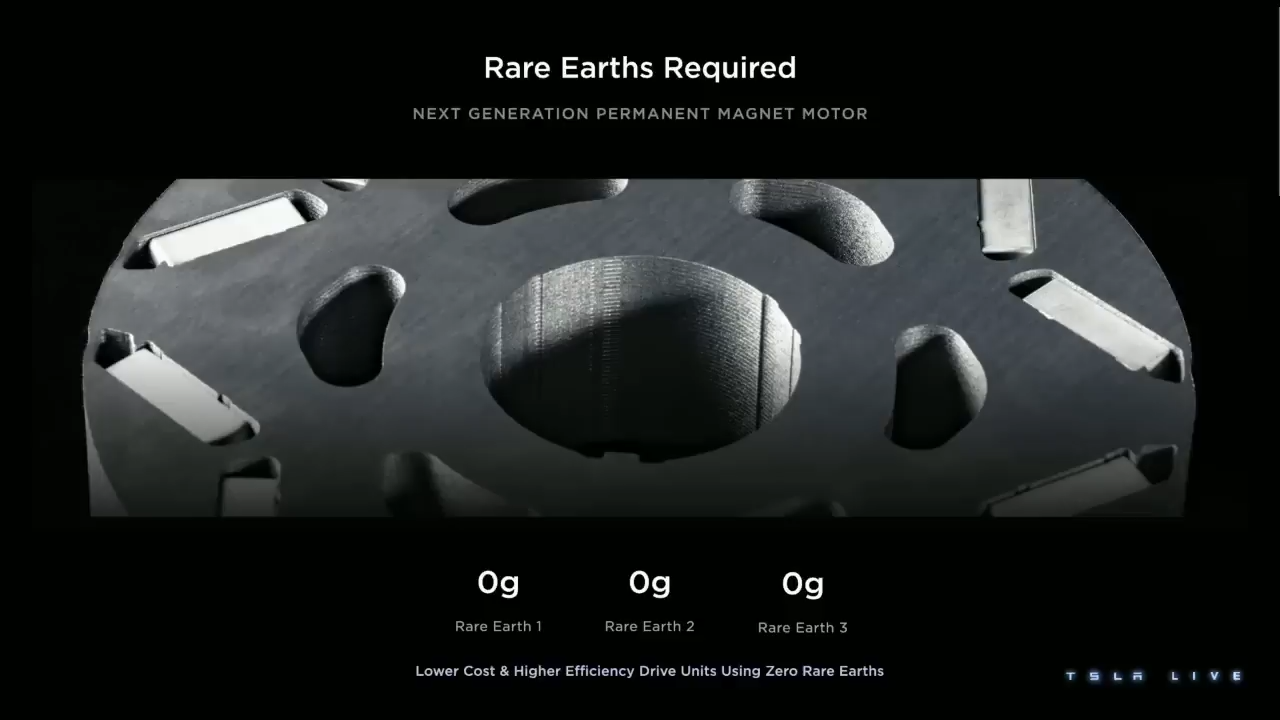 Rare Earths Required
NEXT GENERATION PERMANENT MAGNET MOTOR
0g
0g
0g
Rare Earth 1
Rare Earth 2
Rare Earth 3
Lower Cost & Higher Efficiency Drive Units Using Zero Rare Earths
TSLA LIVE